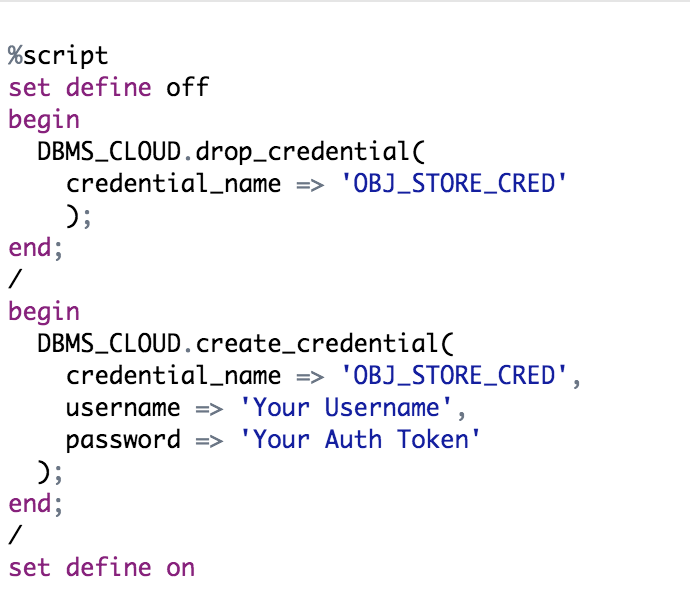 %script
set define off
begin
  DBMS_CLOUD.drop_credential(
    credential_name => 'OBJ_STORE_CRED'
    );
end;
/
begin
  DBMS_CLOUD.create_credential(
    credential_name => 'OBJ_STORE_CRED',
    username => 'Your Username',
    password => 'Your Auth Token'
  );
end;
/
set define on